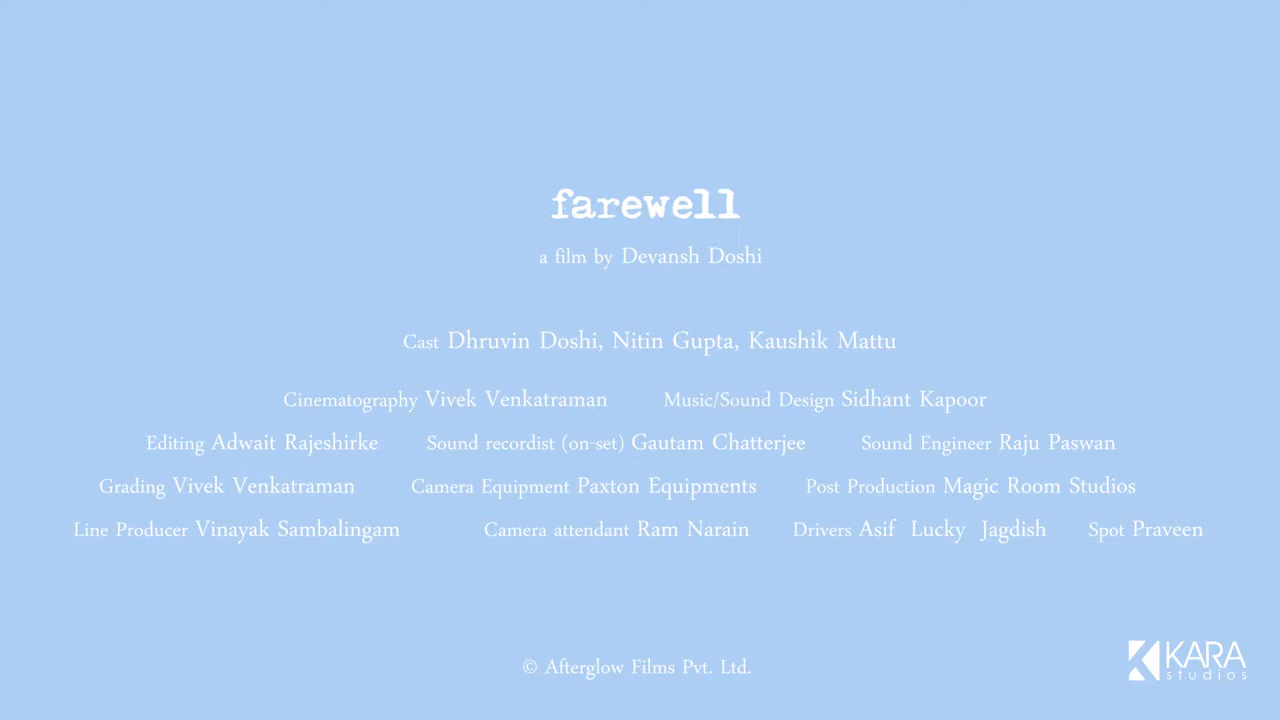 farewell
a film by Devansh Doshi
Cast Dhruvin Doshi, Nitin Gupta, Kaushik Mattu
Cinematography Vivek Venkatraman Music/Sound Design Sidhant Kapoor
Editing Adwait Rajeshirke Sound recordist (on-set) Gautam Chatterjee Sound Engineer Raju Paswan
Grading Vivek Venkatraman Camera Equipment Paxton Equipments Post Production Magic Room Studios
Line Producer Vinayak Sambalingam Camera attendant Ram Narain Drivers Asif Lucky Jagdish Spot Praveen
© Afterglow Films Pvt. Ltd.
KARA
studios